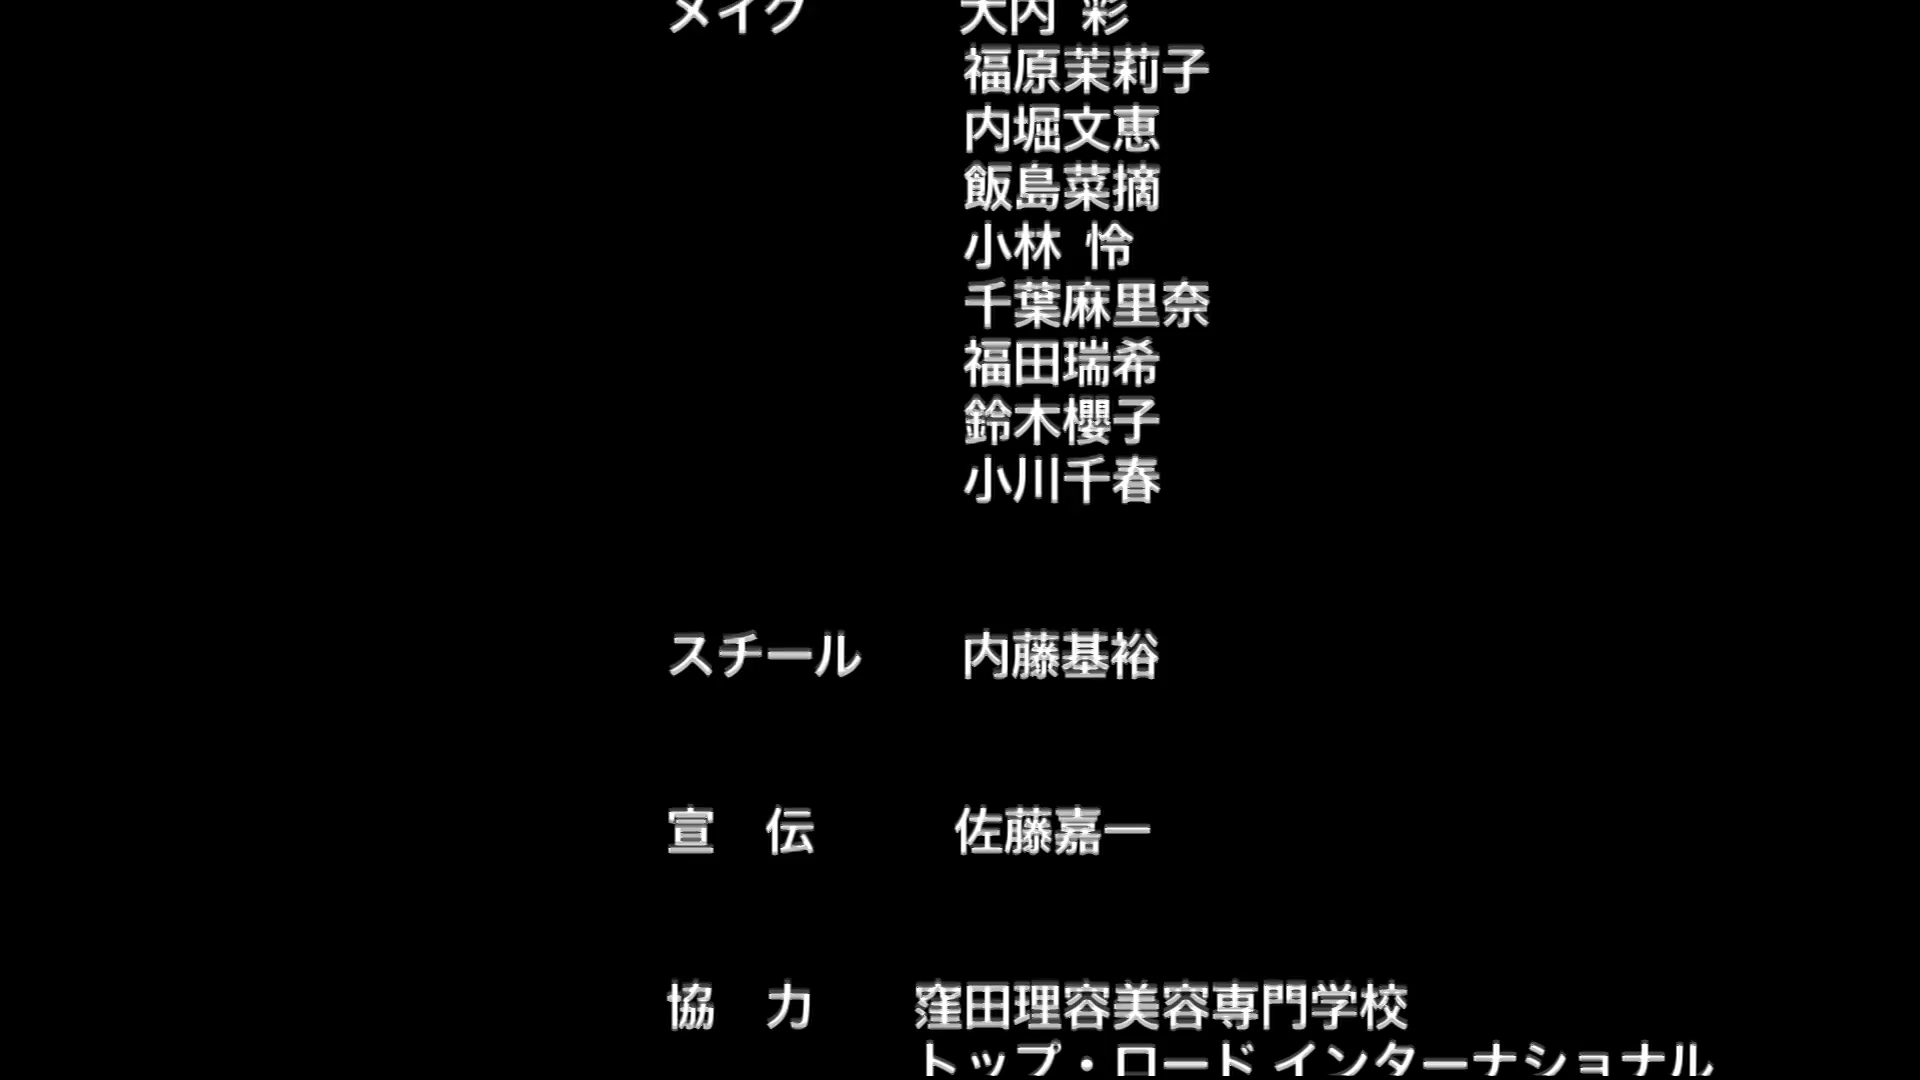 メイク 大内 彩
福原茉莉子
内堀文恵
飯島菜摘
小林 怜
千葉麻里奈
福田瑞希
鈴木櫻子
小川千春
スチール 内藤基裕
宣 伝 佐藤嘉一
協 力 窪田理容美容専門学校
トップ・ロード インターナショナル